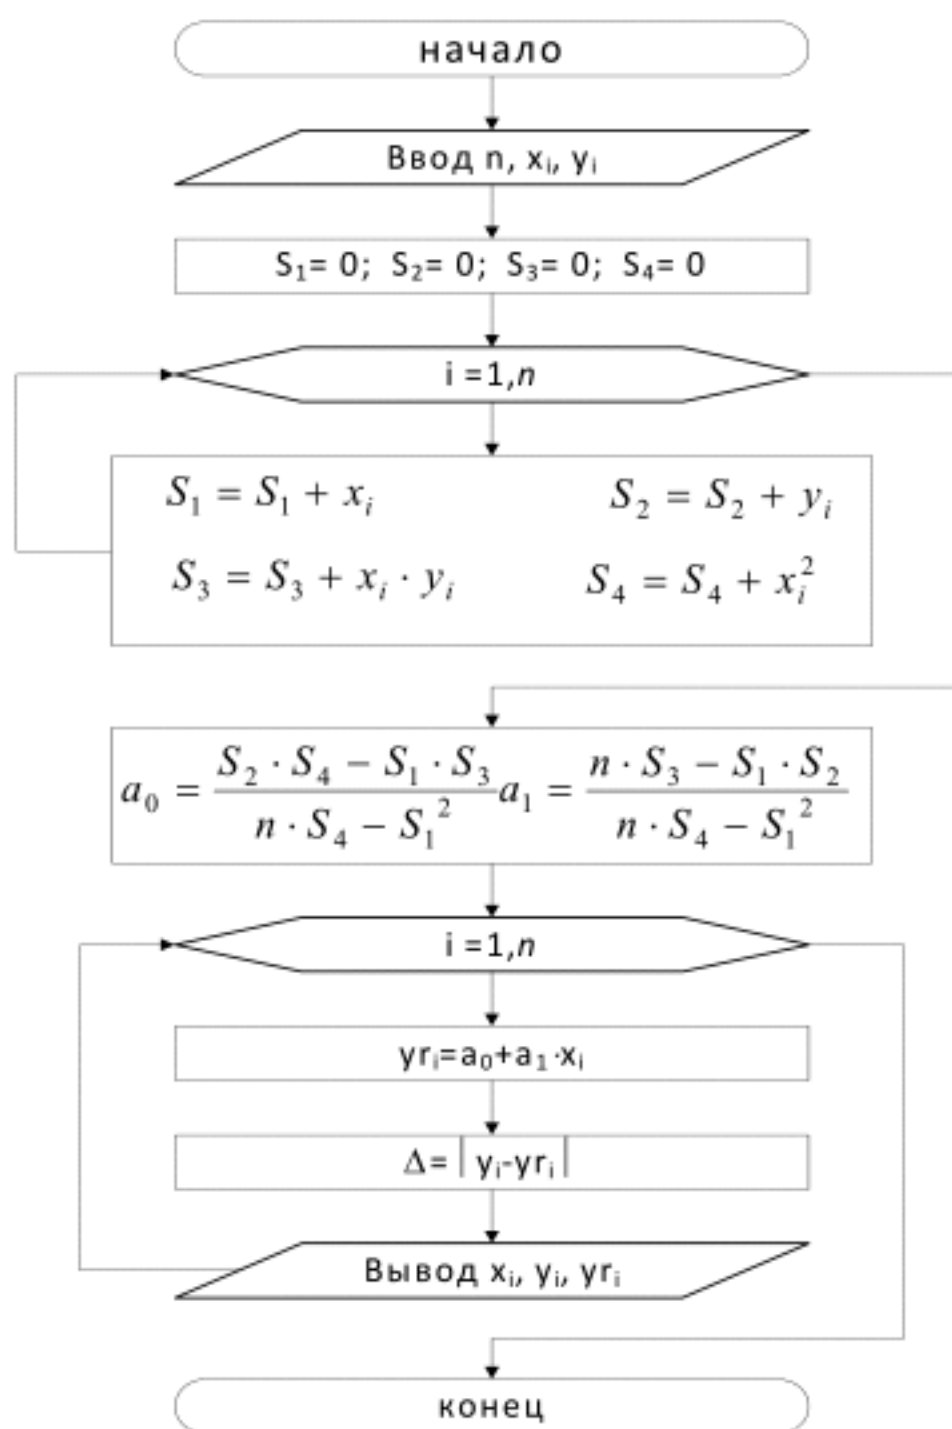 начало
Ввод n, xᵢ, yᵢ
S₁= 0; S₂= 0; S₃= 0; S₄= 0
i =1,n
S₁ = S₁ + xᵢ S₂ = S₂ + yᵢ
S₃ = S₃ + xᵢ · yᵢ S₄ = S₄ + xᵢ²
a₀ = (S₂ · S₄ − S₁ · S₃)/(n · S₄ − S₁²) a₁ = (n · S₃ − S₁ · S₂)/(n · S₄ − S₁²)
i =1,n
yrᵢ=a₀+a₁·xᵢ
Δ=|yᵢ-yrᵢ|
Вывод xᵢ, yᵢ, yrᵢ
конец